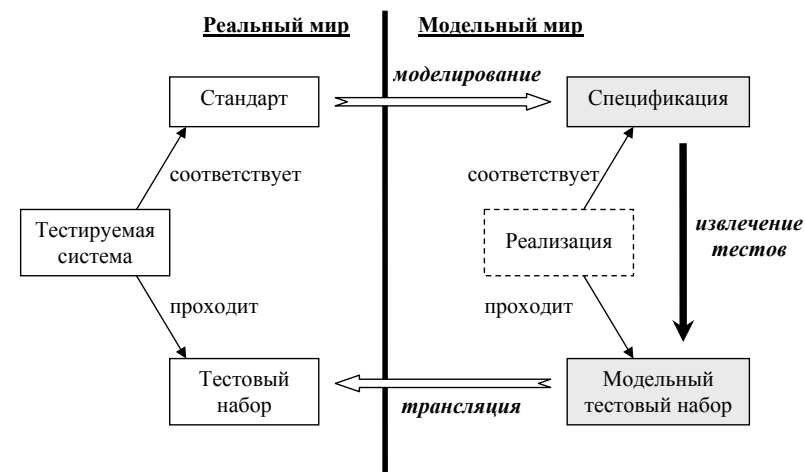 Реальный мир
Модельный мир
моделирование
Стандарт
Спецификация
соответствует
соответствует
Тестируемая
система
Реализация
извлечение
тестов
проходит
проходит
Тестовый
набор
Модельный
тестовый набор
трансляция